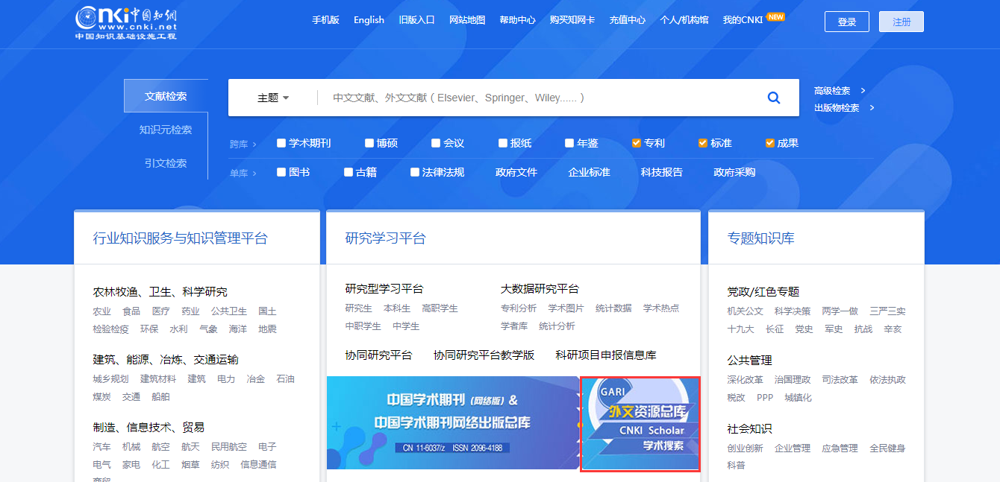 cnki中国知网
www.cnki.net
中国知识基础设施工程
手机版 English 旧版入口 网站地图 帮助中心 购买知网卡 充值中心 个人/机构馆 我的CNKI NEW
登录 注册
文献检索
知识元检索
引文检索
主题 中文文献、外文文献（Elsevier、Springer、Wiley......）
高级检索 >
出版物检索 >
跨库 > 学术期刊 博硕 会议 报纸 年鉴 专利 标准 成果
单库 > 图书 古籍 法律法规 政府文件 企业标准 科技报告 政府采购
行业知识服务与知识管理平台
农林牧渔、卫生、科学研究
农业 食品 医疗 药业 公共卫生 国土
检验检疫 环保 水利 气象 海洋 地震
建筑、能源、冶炼、交通运输
城乡规划 建筑材料 建筑 电力 冶金 石油
煤炭 交通 船舶
制造、信息技术、贸易
汽车 机械 航空 航天 民用航空 电子
电气 家电 化工 烟草 纺织 信息通信
商贸
研究学习平台
研究型学习平台
研究生 本科生 高职学生
中职学生 中学生
大数据研究平台
专利分析 学术图片 统计数据 学术热点
学者库 统计分析
协同研究平台 协同研究平台教学版 科研项目申报信息库
中国学术期刊（网络版）&
中国学术期刊网络出版总库
CN 11-6037/z ISSN 2096-4188
GARI
外文资源总库
CNKI Scholar
学术搜索
专题知识库
党政/红色专题
机关公文 科学决策 两学一做 三严三实
十九大 长征 党史 军史 抗战 辛亥
公共管理
深化改革 治国理政 司法改革 依法执政
税改 PPP 城镇化
社会知识
创业创新 企业管理 应急管理 全民健身
科普